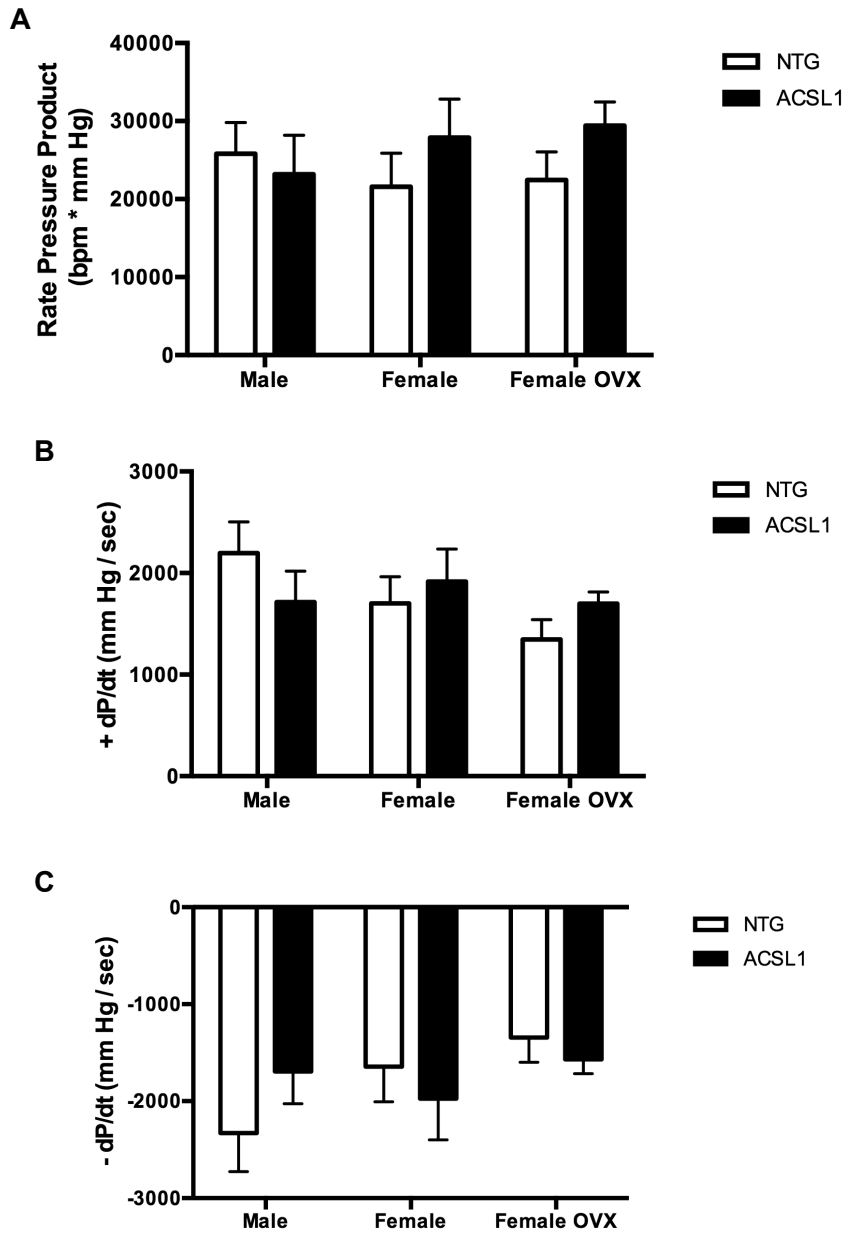 A
Rate Pressure Product
(bpm * mm Hg)
40000
30000
20000
10000
0
Male
Female
Female OVX
NTG
ACSL1
B
+ dP/dt (mm Hg / sec)
3000
2000
1000
0
Male
Female
Female OVX
NTG
ACSL1
C
- dP/dt (mm Hg / sec)
0
-1000
-2000
-3000
Male
Female
Female OVX
NTG
ACSL1